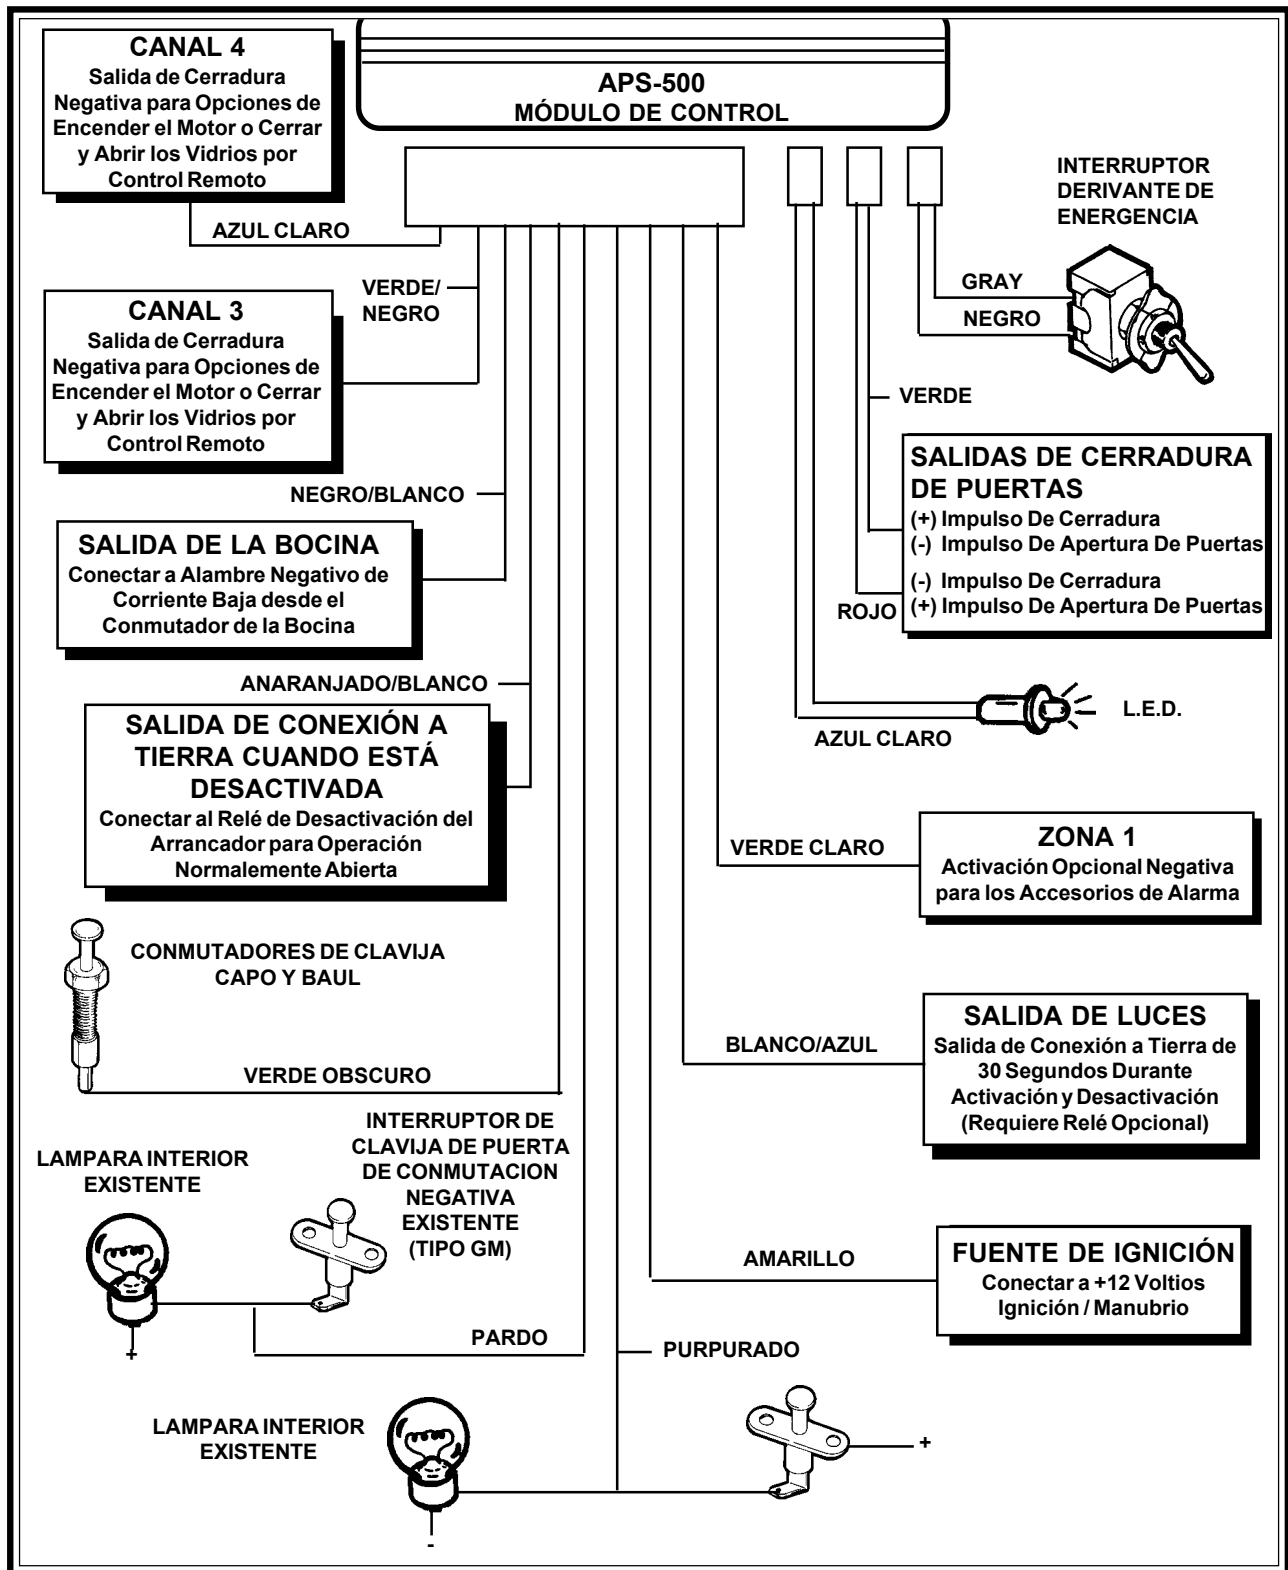 CANAL 4
Salida de Cerradura
Negativa para Opciones de
Encender el Motor o Cerrar
y Abrir los Vidrios por
Control Remoto
APS-500
MÓDULO DE CONTROL
INTERRUPTOR
DERIVANTE DE
ENERGENCIA
AZUL CLARO
VERDE/
NEGRO
GRAY
NEGRO
CANAL 3
Salida de Cerradura
Negativa para Opciones de
Encender el Motor o Cerrar
y Abrir los Vidrios por
Control Remoto
VERDE
SALIDAS DE CERRADURA
DE PUERTAS
(+) Impulso De Cerradura
(-) Impulso De Apertura De Puertas
(-) Impulso De Cerradura
(+) Impulso De Apertura De Puertas
ROJO
NEGRO/BLANCO
SALIDA DE LA BOCINA
Conectar a Alambre Negativo de
Corriente Baja desde el
Conmutador de la Bocina
ANARANJADO/BLANCO
L.E.D.
AZUL CLARO
SALIDA DE CONEXIÓN A
TIERRA CUANDO ESTÁ
DESACTIVADA
Conectar al Relé de Desactivación del
Arrancador para Operación
Normalemente Abierta
VERDE CLARO
ZONA 1
Activación Opcional Negativa
para los Accesorios de Alarma
CONMUTADORES DE CLAVIJA
CAPO Y BAUL
VERDE OBSCURO
BLANCO/AZUL
SALIDA DE LUCES
Salida de Conexión a Tierra de
30 Segundos Durante
Activación y Desactivación
(Requiere Relé Opcional)
LAMPARA INTERIOR
EXISTENTE
INTERRUPTOR DE
CLAVIJA DE PUERTA
DE CONMUTACION
NEGATIVA
EXISTENTE
(TIPO GM)
+
PARDO
AMARILLO
FUENTE DE IGNICIÓN
Conectar a +12 Voltios
Ignición / Manubrio
PURPURADO
LAMPARA INTERIOR
EXISTENTE
+
-